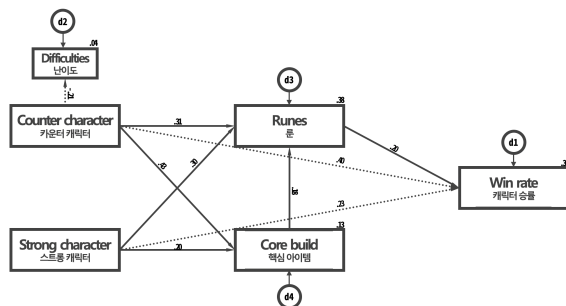 d2
.04
Difficulties
난이도
d3
.38
Counter character
카운터 캐릭터
.31
Runes
룬
d1
.20
.40
Win rate
캐릭터 승률
.23
Strong character
스트롱 캐릭터
.20
Core build
핵심 아이템
d4